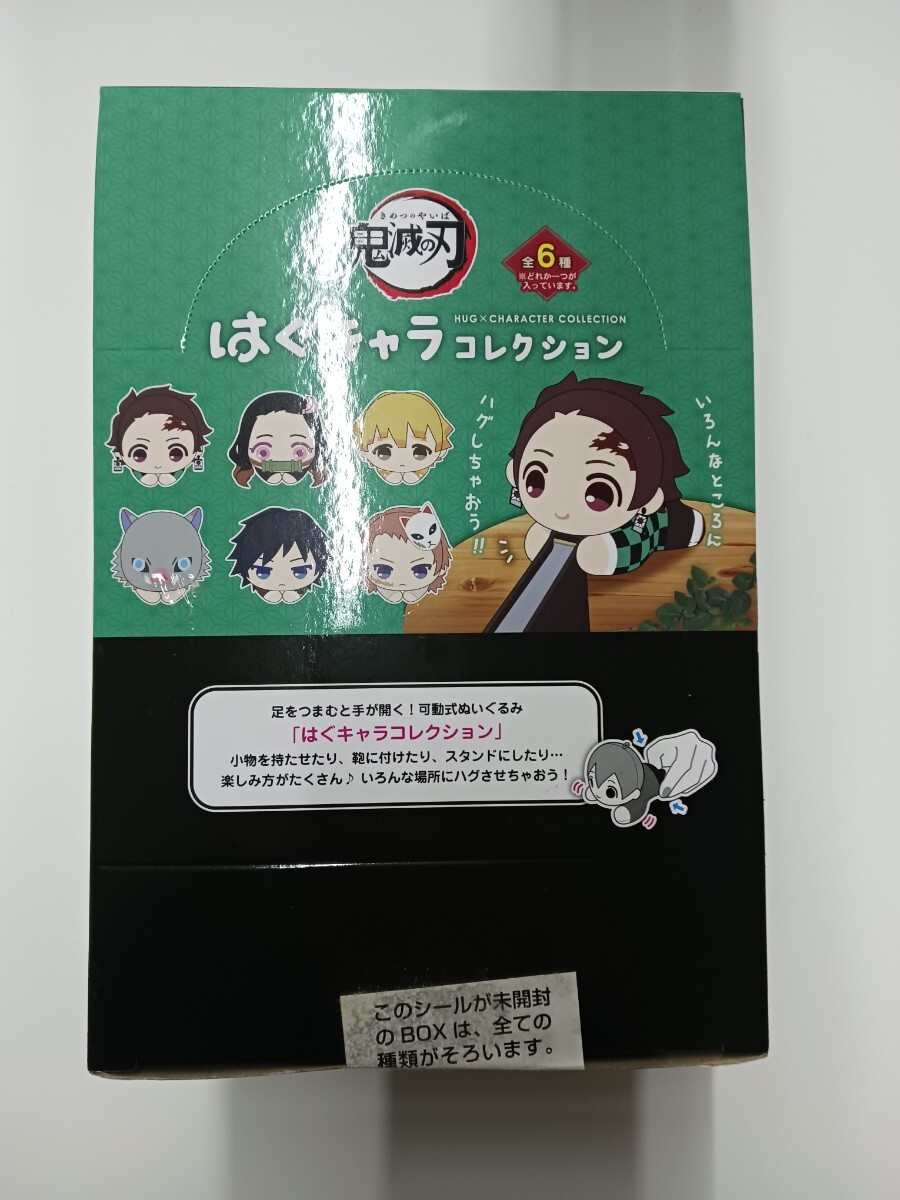 きめつのやいば
鬼滅の刃
全6種
※どれか一つが
入っています。
HUG×CHARACTER COLLECTION
はぐキャラコレクション
いろんなところに
ハグしちゃおう!!
足をつまむと手が開く！可動式ぬいぐるみ
「はぐキャラコレクション」
小物を持たせたり、鞄に付けたり、スタンドにしたり…
楽しみ方がたくさん♪ いろんな場所にハグさせちゃおう！
このシールが未開封
の BOX は、全ての
種類がそろいます。